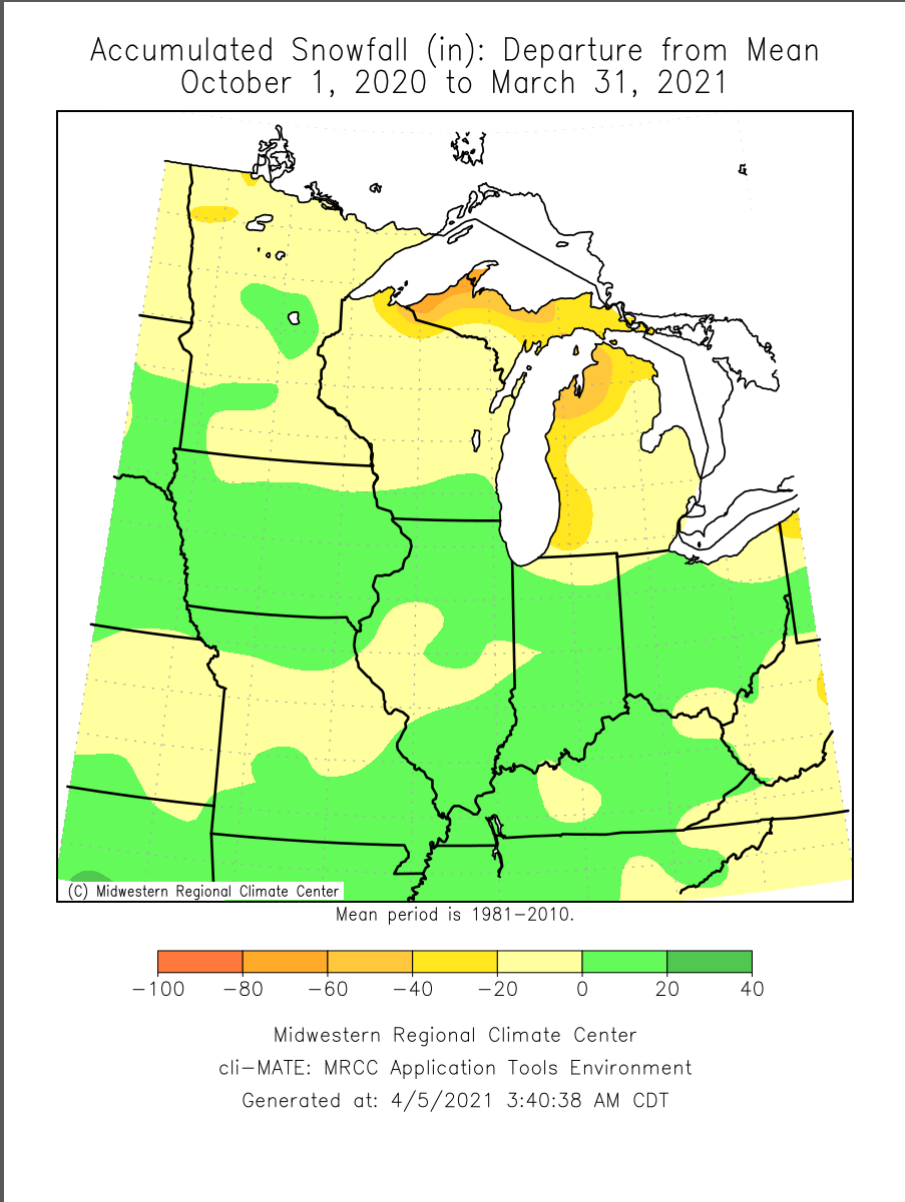 Accumulated Snowfall (in): Departure from Mean
October 1, 2020 to March 31, 2021
(C) Midwestern Regional Climate Center
Mean period is 1981-2010.
-100 -80 -60 -40 -20 0 20 40
Midwestern Regional Climate Center
cli-MATE: MRCC Application Tools Environment
Generated at: 4/5/2021 3:40:38 AM CDT